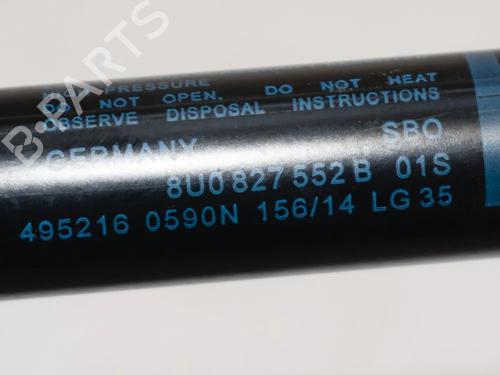 PRESSURE
DO NOT HEAT
DO NOT OPEN.
OBSERVE DISPOSAL INSTRUCTIONS
GERMANY SBO
8U0 827 552 B 01S
495216 0590N 156/14 LG 35
B-PARTS